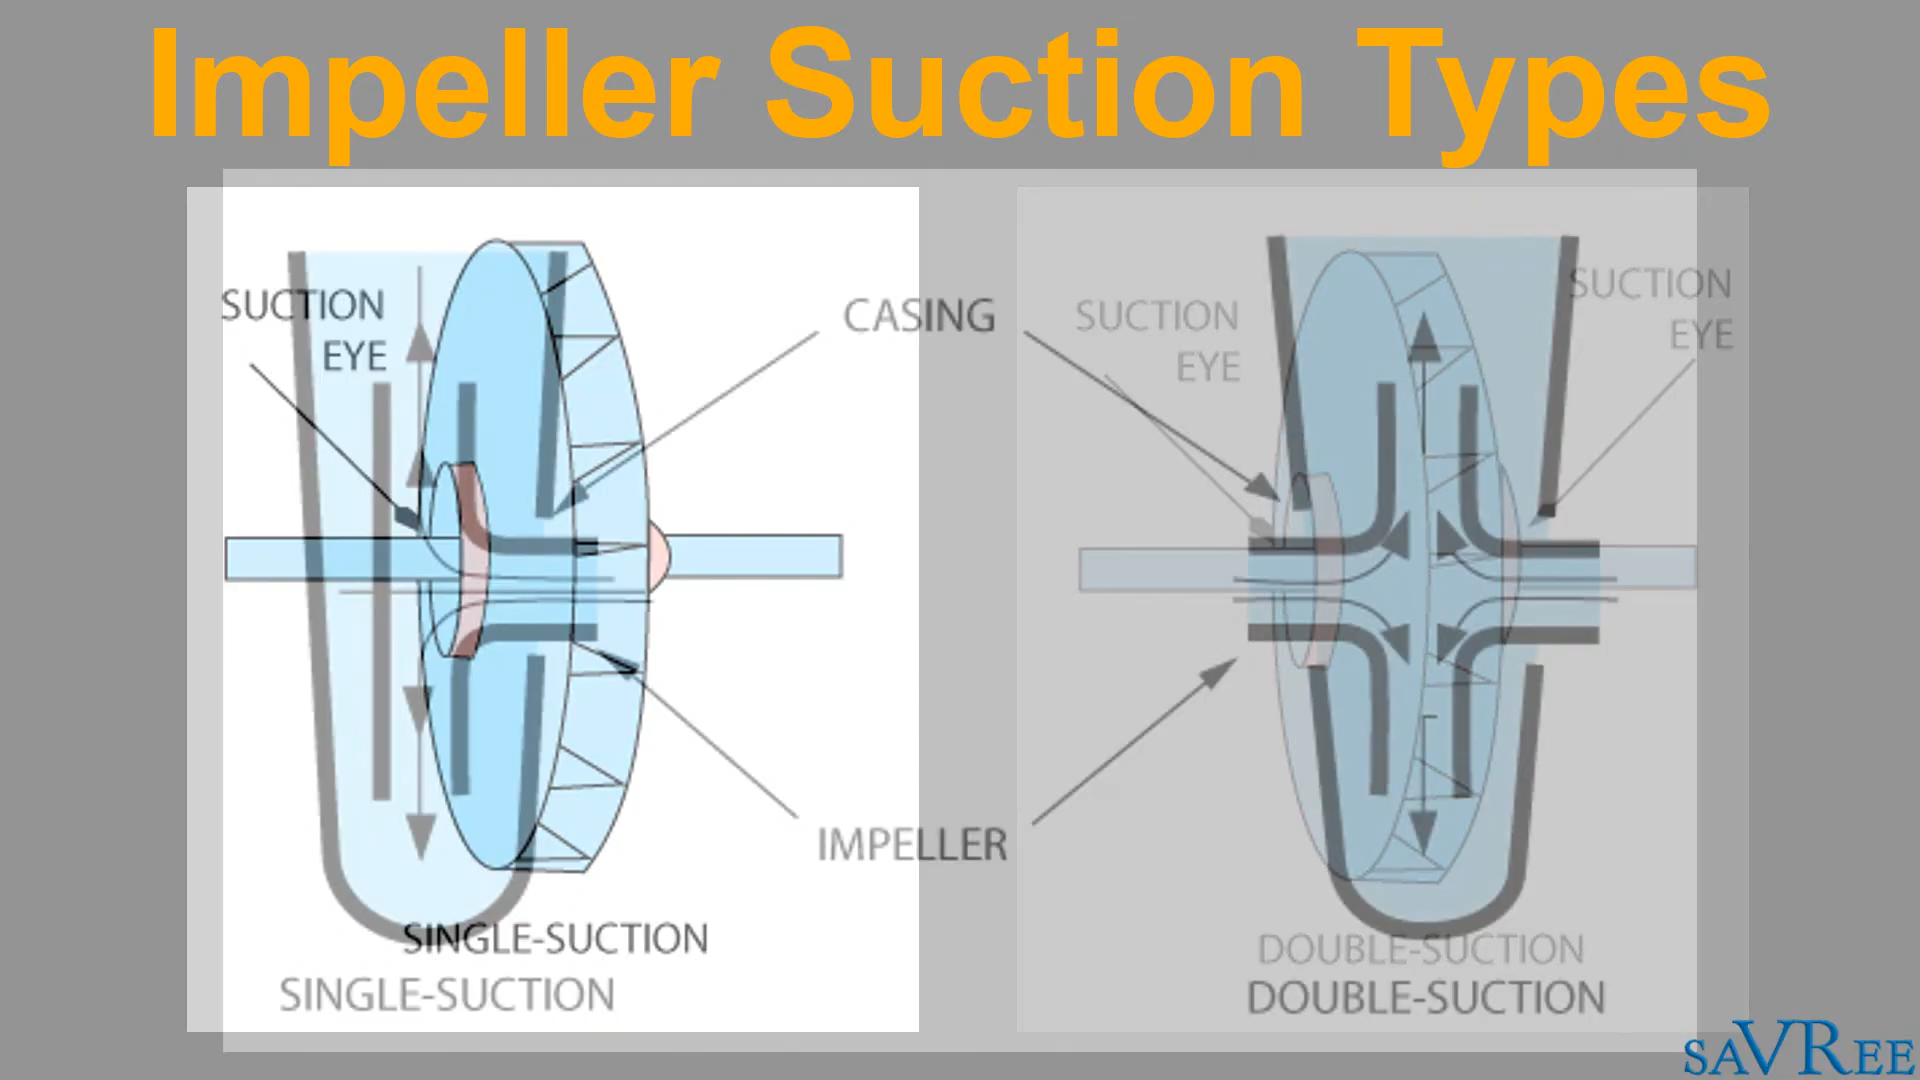 Impeller Suction Types
SUCTION
EYE
CASING
SUCTION
EYE
SUCTION
EYE
IMPELLER
SINGLE-SUCTION
SINGLE-SUCTION
DOUBLE-SUCTION
DOUBLE-SUCTION
saVRee